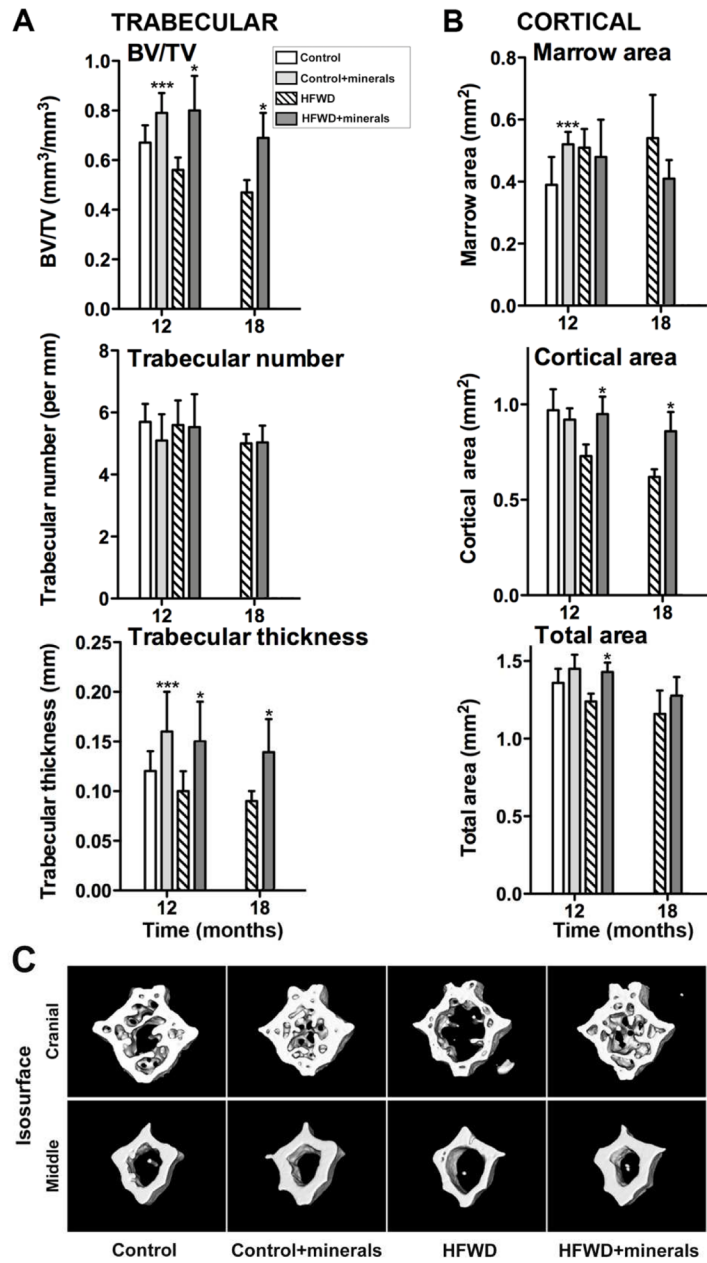 A TRABECULAR
BV/TV
Control
Control+minerals
HFWD
HFWD+minerals
BV/TV (mm³/mm³)
0.0
0.2
0.4
0.6
0.8
1.0
***
*
*
12
18
Trabecular number
Trabecular number (per mm)
0
2
4
6
8
12
18
Trabecular thickness
Trabecular thickness (mm)
0.00
0.05
0.10
0.15
0.20
0.25
***
*
*
12
18
Time (months)
B CORTICAL
Marrow area
Marrow area (mm²)
0.0
0.2
0.4
0.6
0.8
***
12
18
Cortical area
Cortical area (mm²)
0.0
0.5
1.0
*
*
12
18
Total area
Total area (mm²)
0.0
0.5
1.0
1.5
*
12
18
Time (months)
C
Isosurface
Cranial
Middle
Control
Control+minerals
HFWD
HFWD+minerals